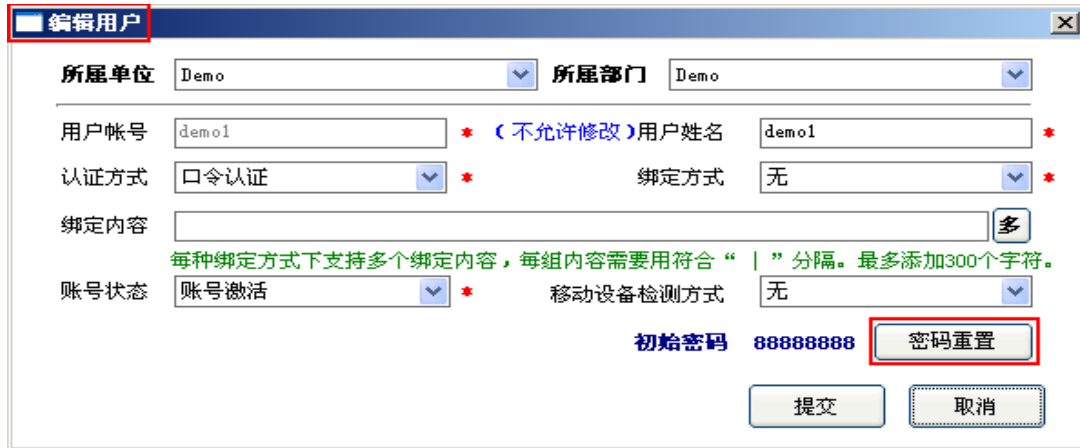 编辑用户
所属单位 Demo 所属部门 Demo
用户帐号 demo1 * (不允许修改)用户姓名 demo1 *
认证方式 口令认证 * 绑定方式 无 *
绑定内容 多
每种绑定方式下支持多个绑定内容,每组内容需要用符合“ | ”分隔。最多添加300个字符。
账号状态 账号激活 * 移动设备检测方式 无
初始密码 88888888 密码重置
提交 取消